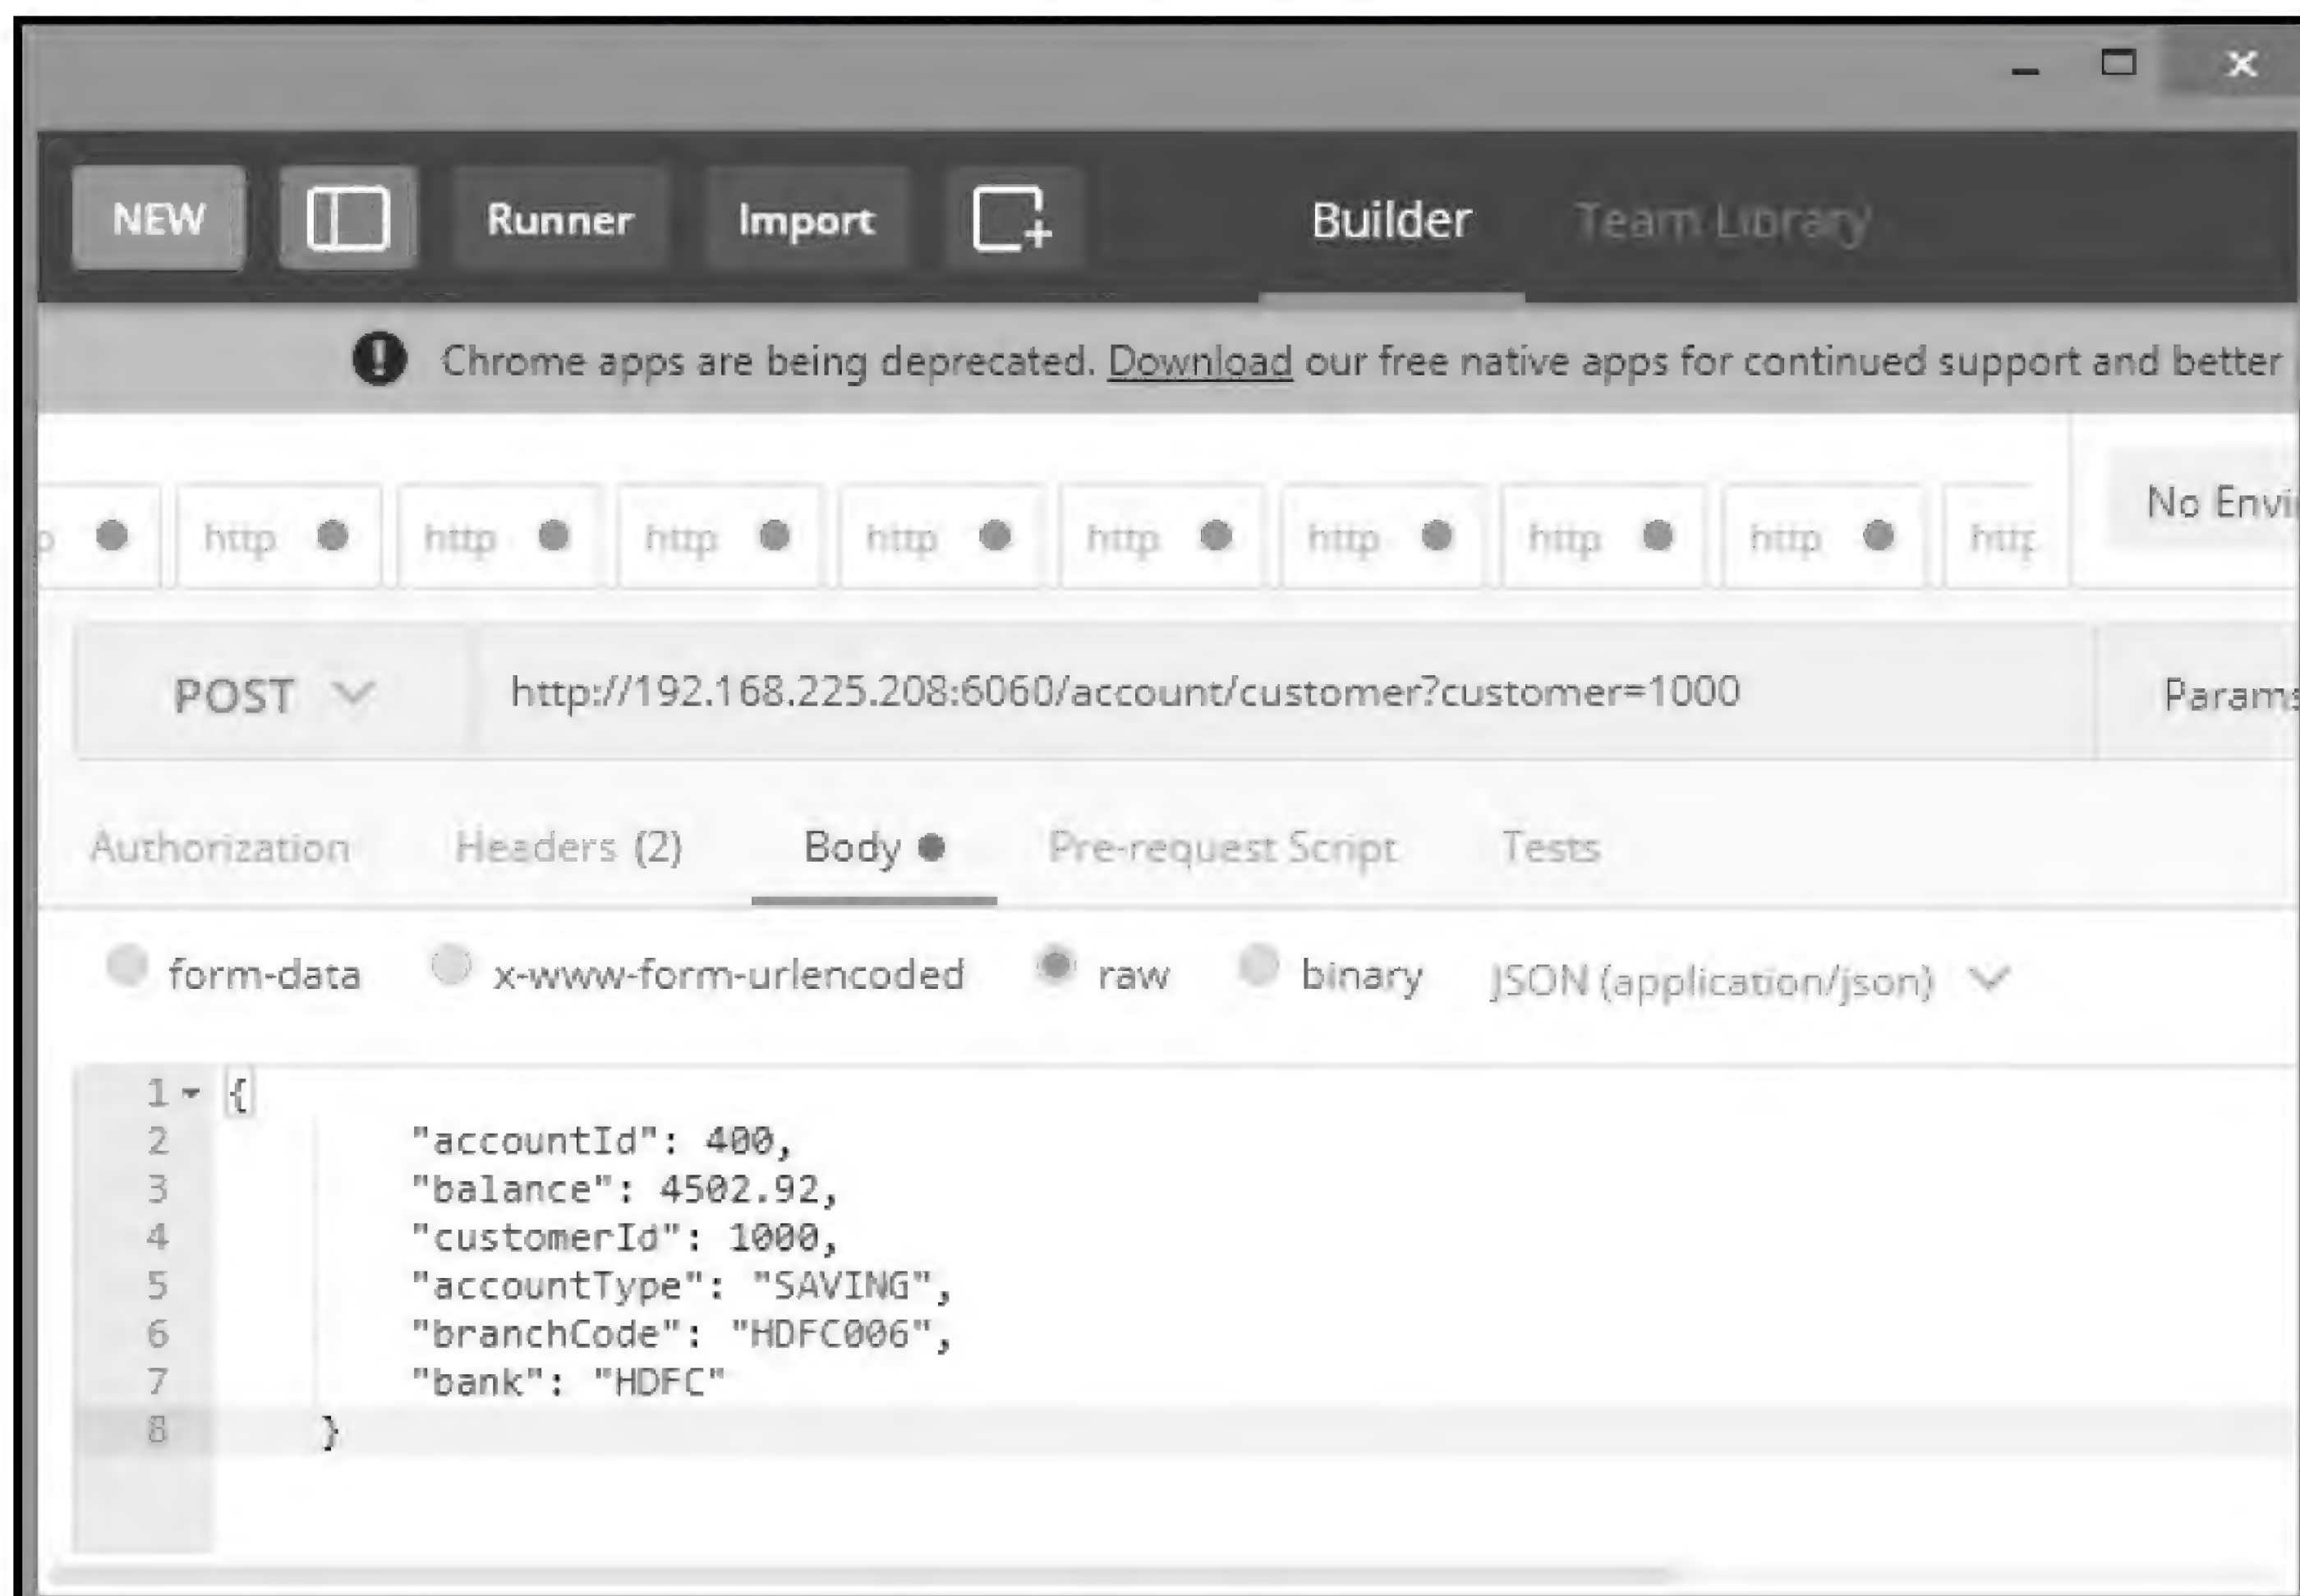 NEW Runner Import Builder Team Library
! Chrome apps are being deprecated. Download our free native apps for continued support and better
p http http http http http http http http http
No Envi
POST http://192.168.225.208:6060/account/customer?customer=1000 Params
Authorization Headers (2) Body Pre-request Script Tests
form-data x-www-form-urlencoded raw binary JSON (application/json)
1 {
2 "accountId": 400,
3 "balance": 4502.92,
4 "customerId": 1000,
5 "accountType": "SAVING",
6 "branchCode": "HDFC006",
7 "bank": "HDFC"
8 }